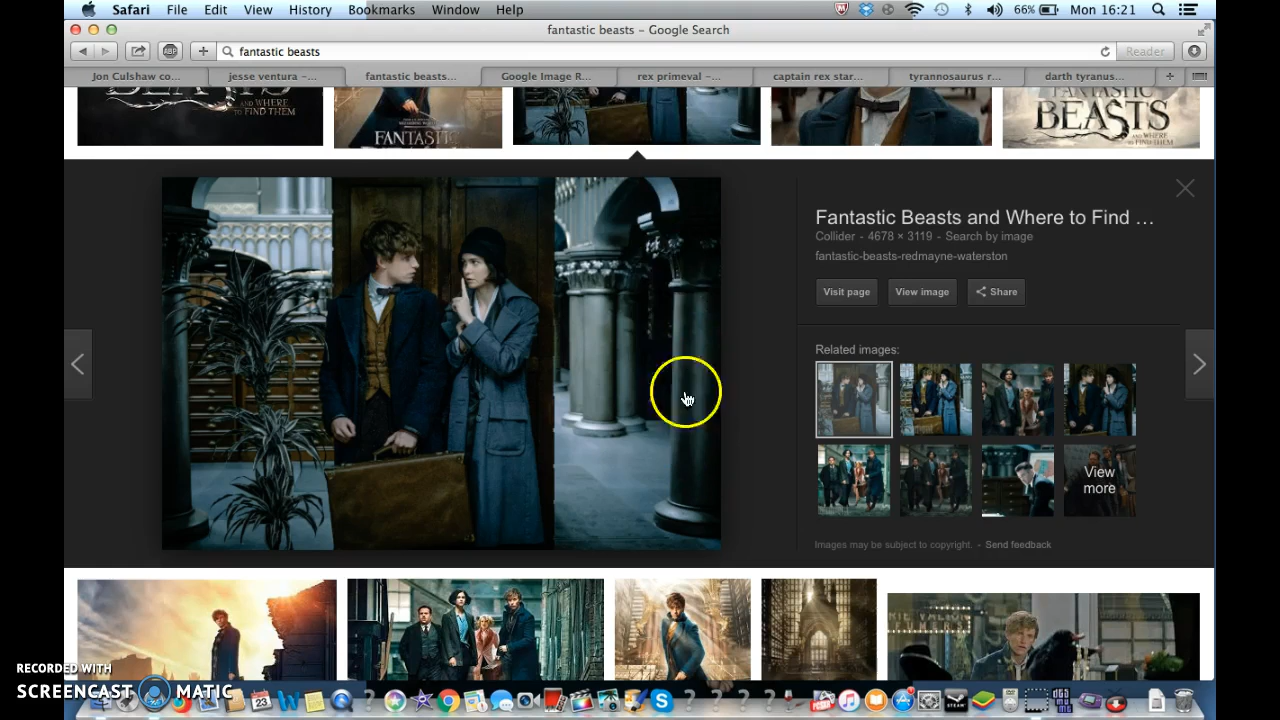 Safari File Edit View History Bookmarks Window Help 66% Mon 16:21
fantastic beasts – Google Search
ABP + fantastic beasts Reader
Jon Culshaw co... jesse ventura –... fantastic beasts... Google Image R... rex primeval –... captain rex star... tyrannosaurus r... darth tyranus...
BEASTS
AND WHERE
TO FIND THEM
FANTASTIC
FANTASTIC
BEASTS
AND WHERE
TO FIND THEM
Fantastic Beasts and Where to Find ...
Collider - 4678 × 3119 - Search by image
fantastic-beasts-redmayne-waterston
Visit page View image Share
Related images:
View
more
Images may be subject to copyright. - Send feedback
RECORDED WITH
SCREENCAST MATIC
23
STEAM